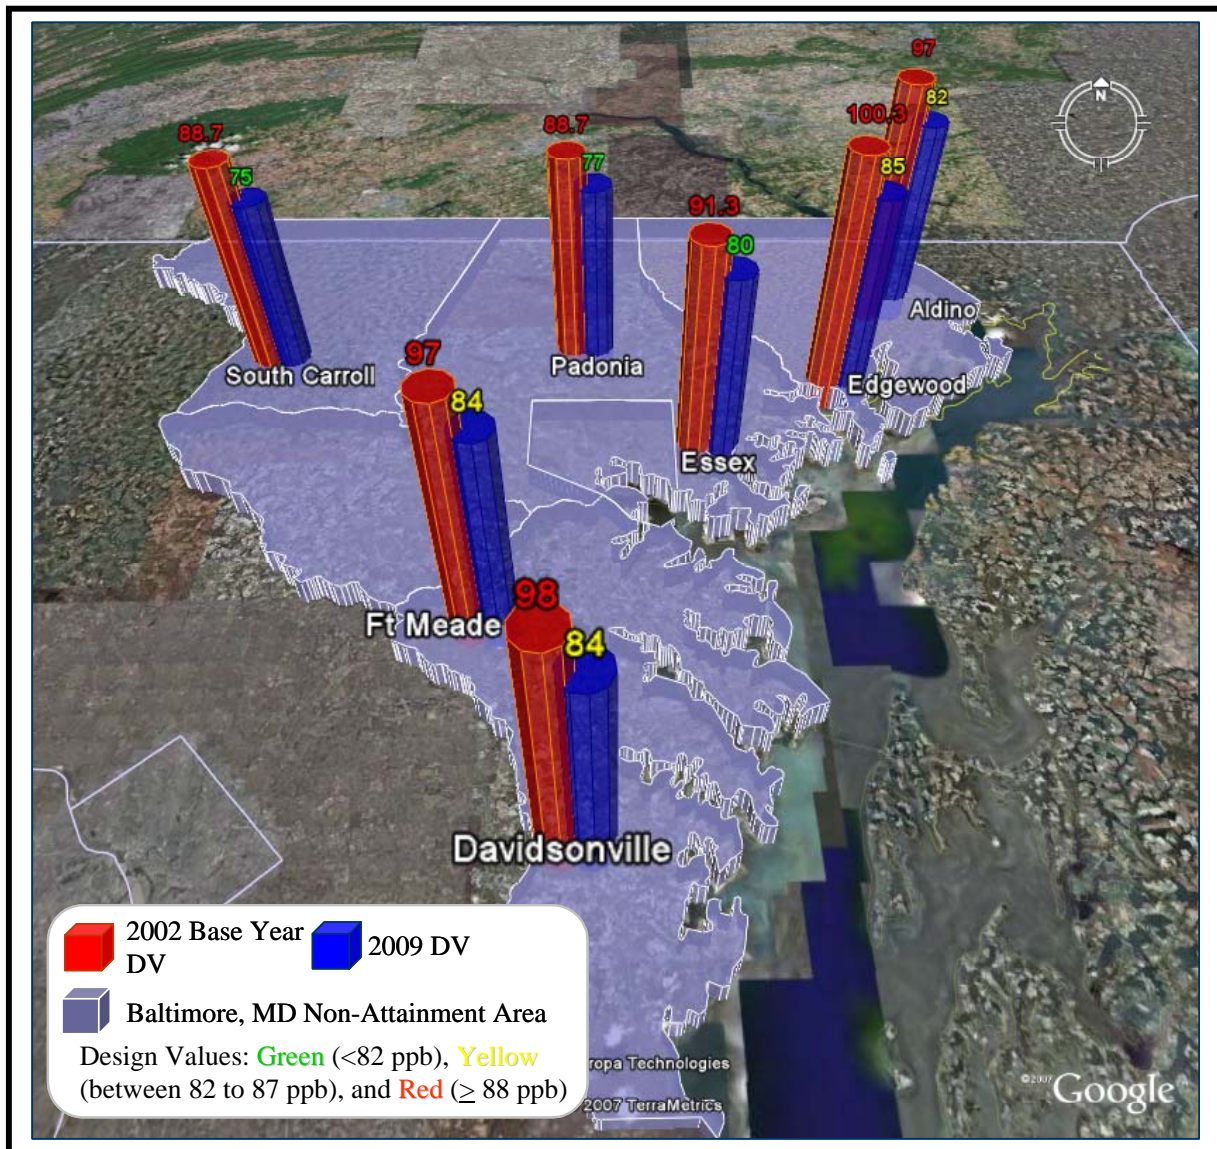 97
N
82
88.7
88.7
100.3
77
75
85
91.3
80
Aldino
97
South Carroll
Padonia
Edgewood
84
Essex
98
Ft Meade
84
Davidsonville
2002 Base Year
DV
2009 DV
Baltimore, MD Non-Attainment Area
Design Values: Green (<82 ppb), Yellow
(between 82 to 87 ppb), and Red (≥ 88 ppb)
ropa Technologies
©2007 Google
2007 TerraMetrics